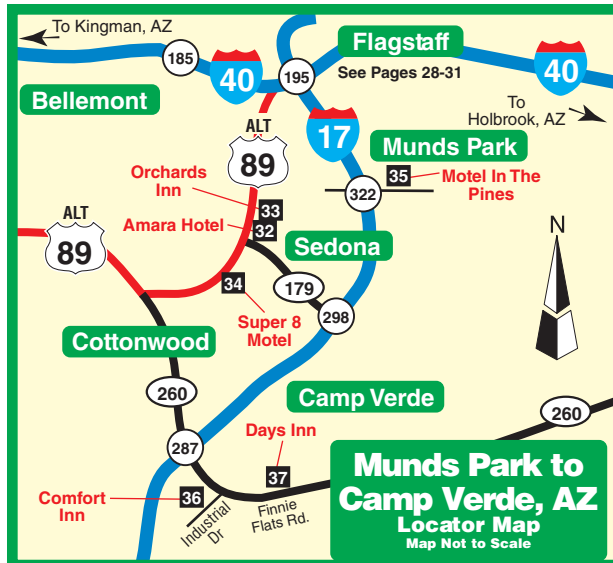 To Kingman, AZ
185
40
Bellemont
195
Flagstaff
See Pages 28-31
40
To
Holbrook, AZ
17
ALT
89
Munds Park
35
Motel In The
Pines
322
Orchards
Inn
33
Amara Hotel
32
ALT
89
Sedona
N
34
Super 8
Motel
179
298
Cottonwood
260
Camp Verde
260
287
Days Inn
37
Comfort
Inn
36
Industrial
Dr
Finnie
Flats Rd.
Munds Park to
Camp Verde, AZ
Locator Map
Map Not to Scale